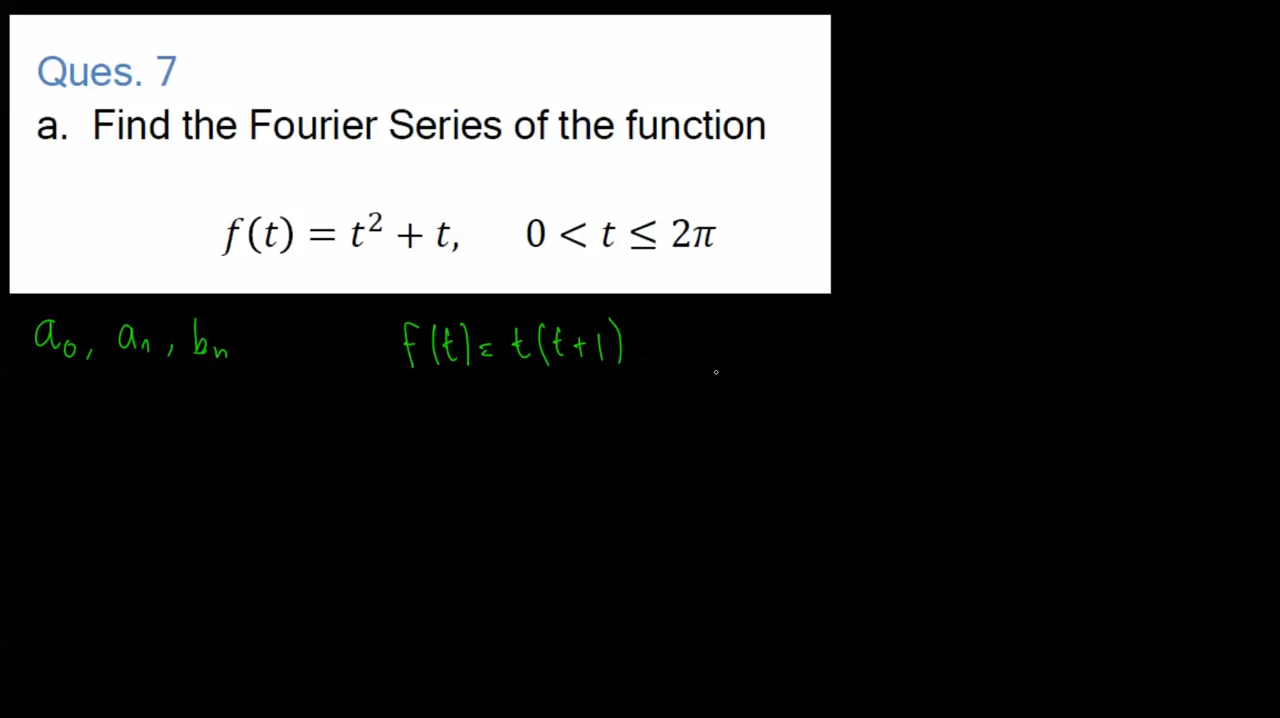 Ques. 7
a. Find the Fourier Series of the function
f(t) = t² + t, 0 < t ≤ 2π
a₀, aₙ, bₙ f(t) = t(t+1)